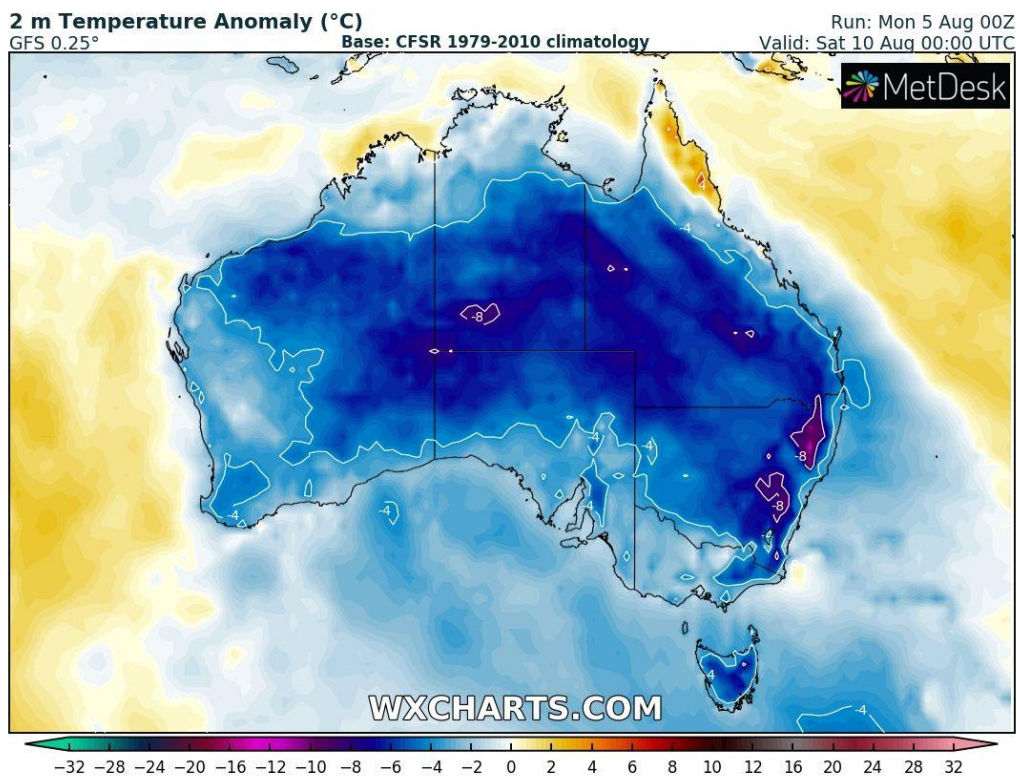 2 m Temperature Anomaly (°C)
Run: Mon 5 Aug 00Z
GFS 0.25°
Base: CFSR 1979-2010 climatology
Valid: Sat 10 Aug 00:00 UTC
MetDesk
4
-4
-8
-4
-4
-8
4
-8
-4
-4
-4
4
-4
WXCHARTS.COM
−32 −28 −24 −20 −16 −12 −10 −8 −6 −4 −2 0 2 4 6 8 10 12 16 20 24 28 32